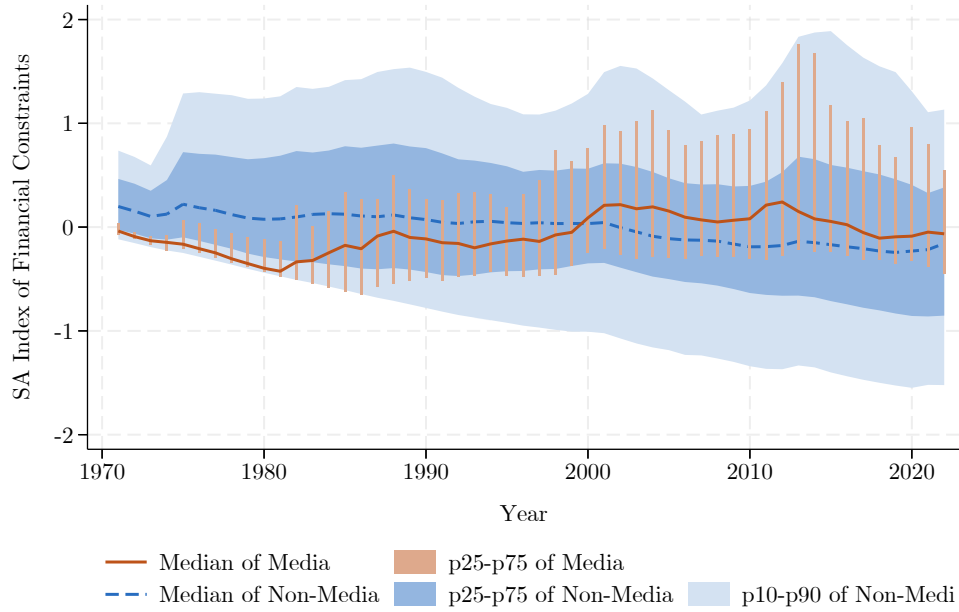 SA Index of Financial Constraints
2
1
0
-1
-2
1970 1980 1990 2000 2010 2020
Year
Median of Media p25-p75 of Media
Median of Non-Media p25-p75 of Non-Media p10-p90 of Non-Medi